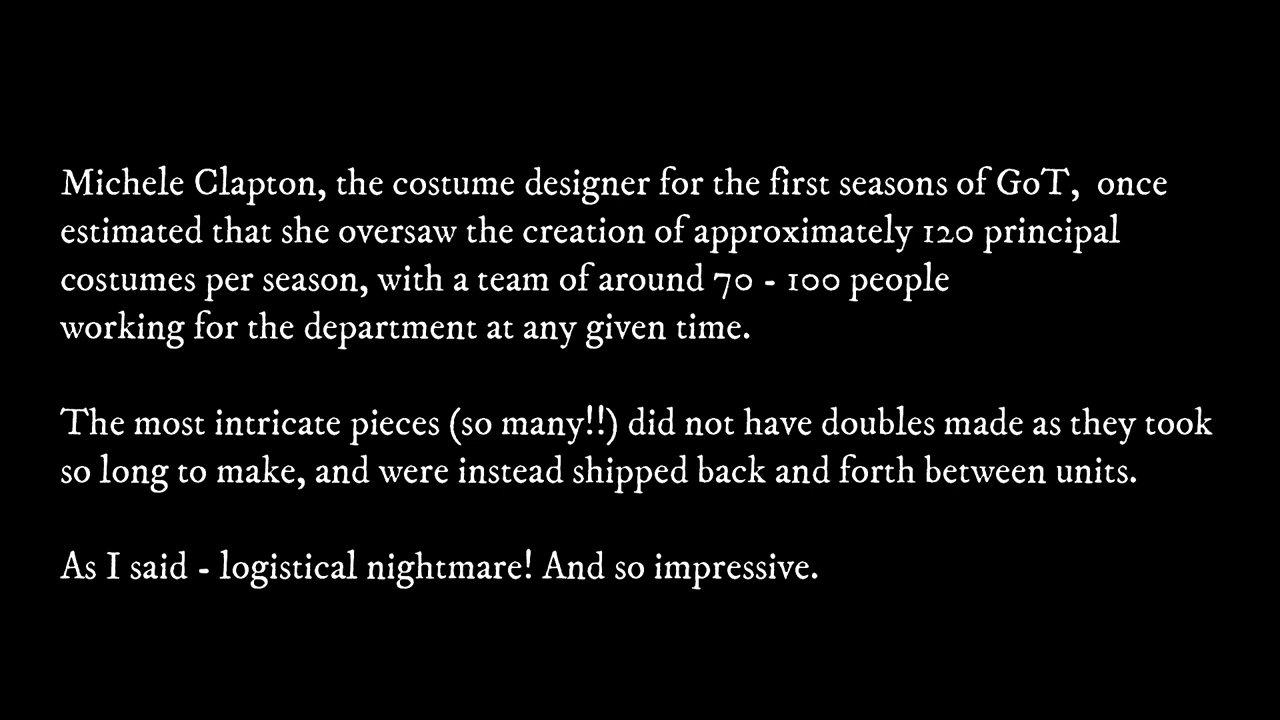 Michele Clapton, the costume designer for the first seasons of GoT,  once
estimated that she oversaw the creation of approximately 120 principal
costumes per season, with a team of around 70 - 100 people
working for the department at any given time.
The most intricate pieces (so many!!) did not have doubles made as they took
so long to make, and were instead shipped back and forth between units.
As I said - logistical nightmare! And so impressive.